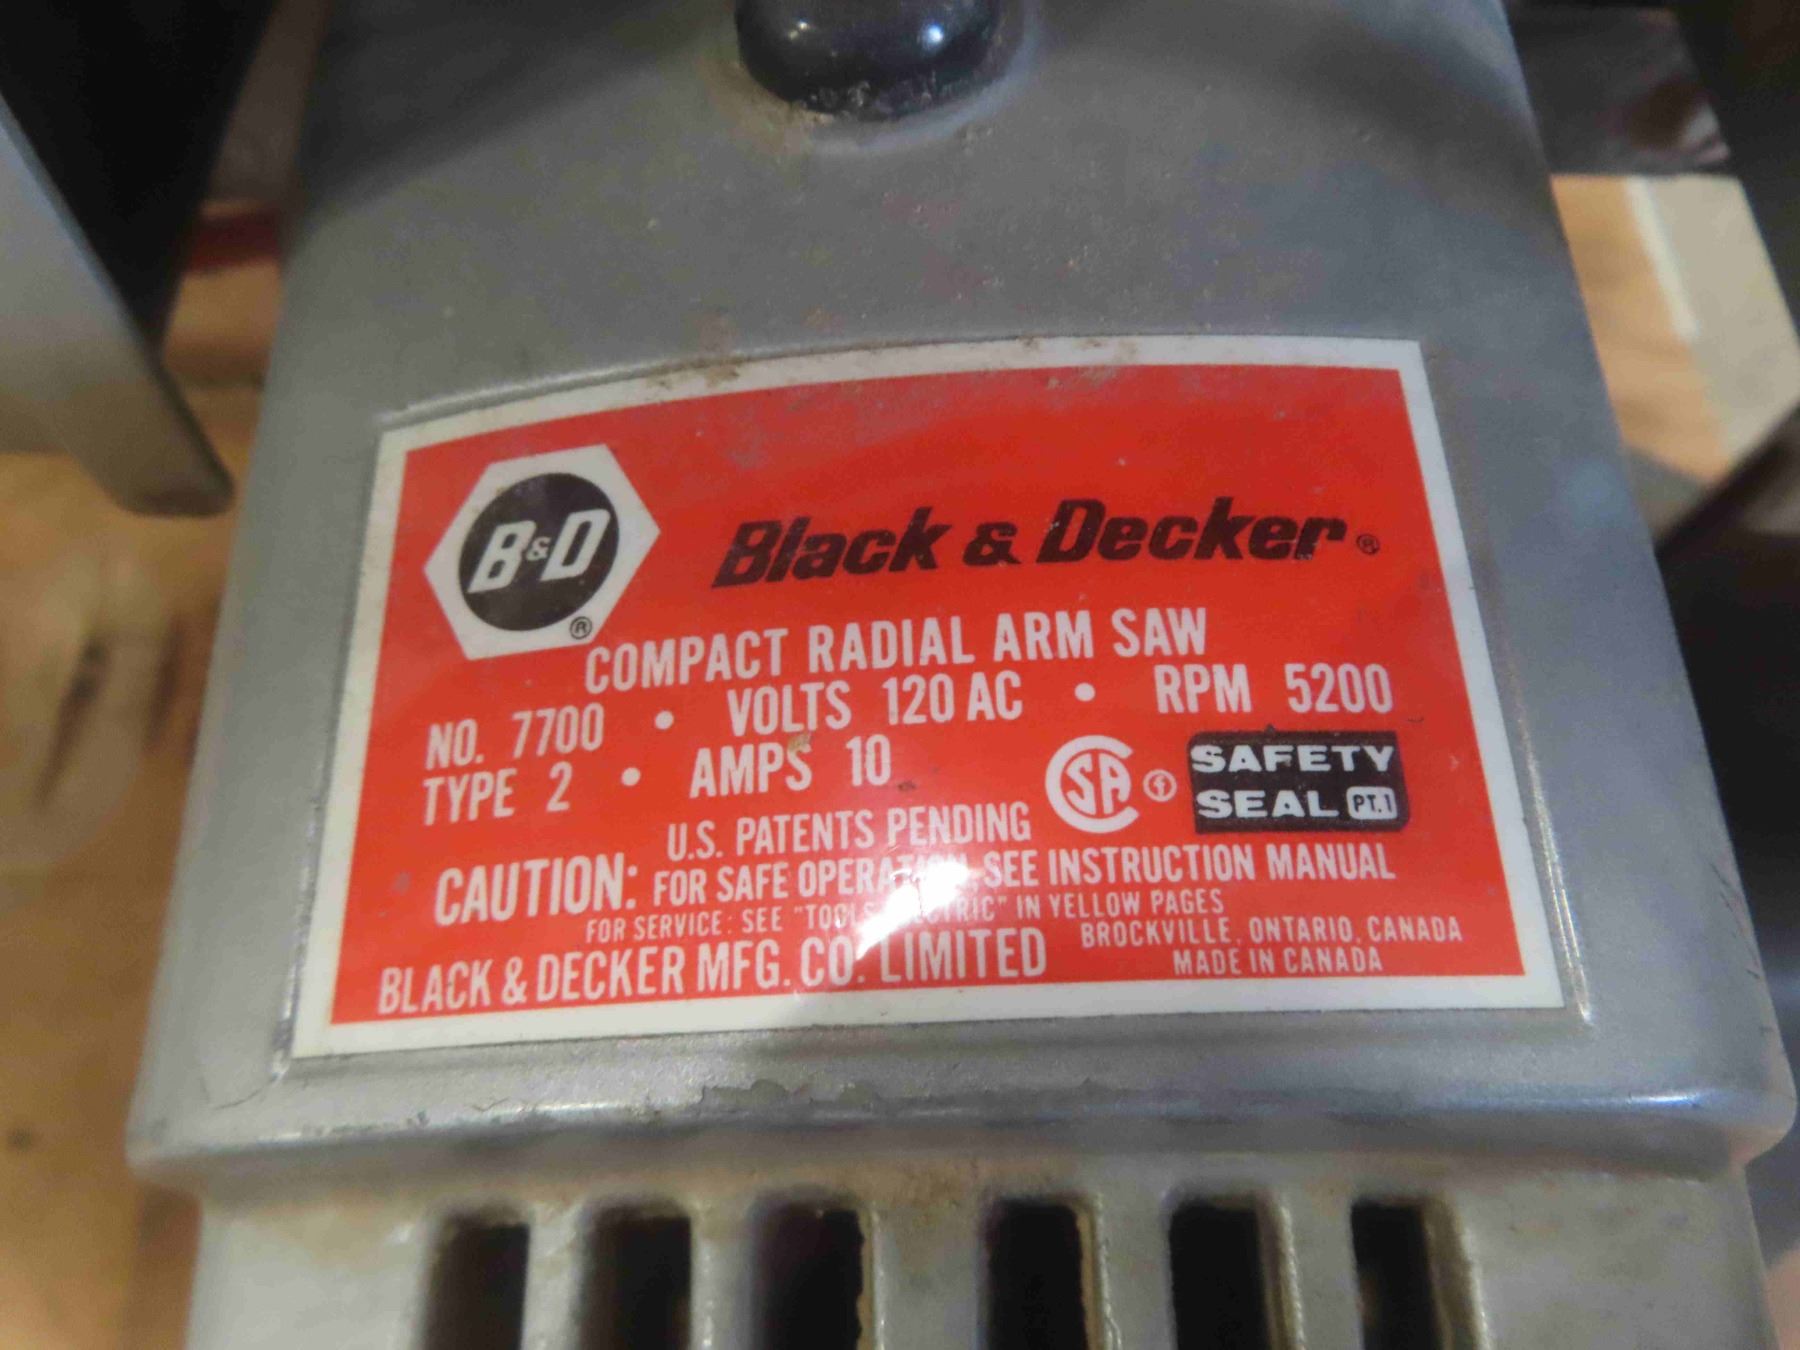 B&D ®
Black & Decker ®
COMPACT RADIAL ARM SAW
NO. 7700 • VOLTS 120 AC • RPM 5200
TYPE 2 • AMPS 10
SA ® SAFETY
SEAL PT.1
U.S. PATENTS PENDING
CAUTION: FOR SAFE SEE INSTRUCTION MANUAL
FOR SERVICE: SEE IN YELLOW PAGES
BLACK & DECKER MFG. CO. LIMITED
BROCKVILLE, ONTARIO, CANADA
MADE IN CANADA